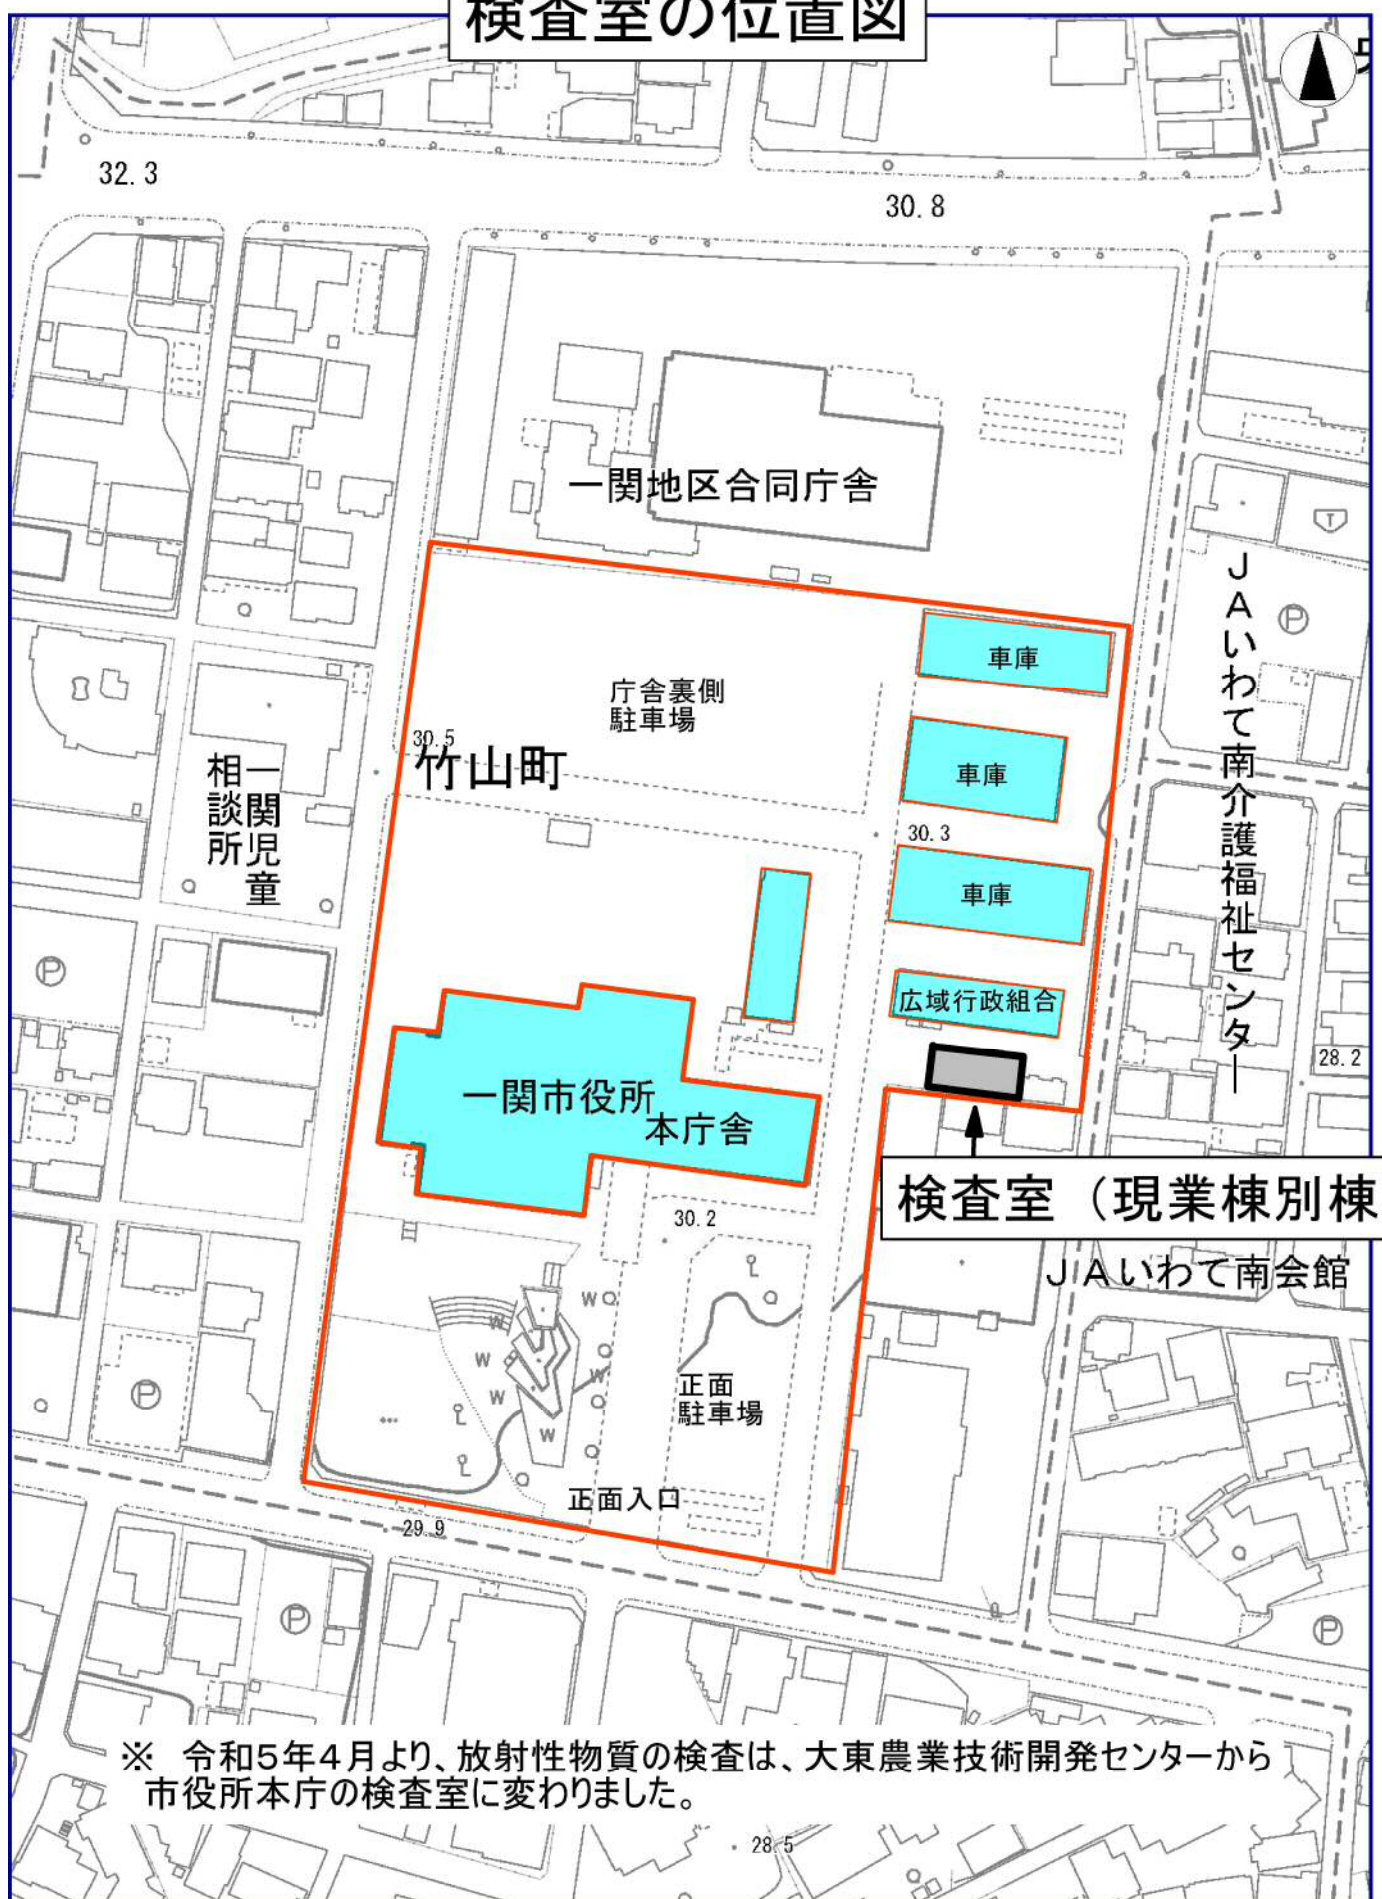 検査室の位置図
32.3
30.8
一関地区合同庁舎
T
P
車庫
庁舎裏側
駐車場
30.5
竹山町
車庫
30.3
車庫
一関児童
相談所
JAいわて南介護福祉センター
P
広域行政組合
28.2
一関市役所
本庁舎
検査室（現業棟別棟
30.2
JAいわて南会館
W
W
W
W
W
W
P
正面
駐車場
正面入口
29.9
P
P
※　令和5年4月より、放射性物質の検査は、大東農業技術開発センターから
市役所本庁の検査室に変わりました。
28.5